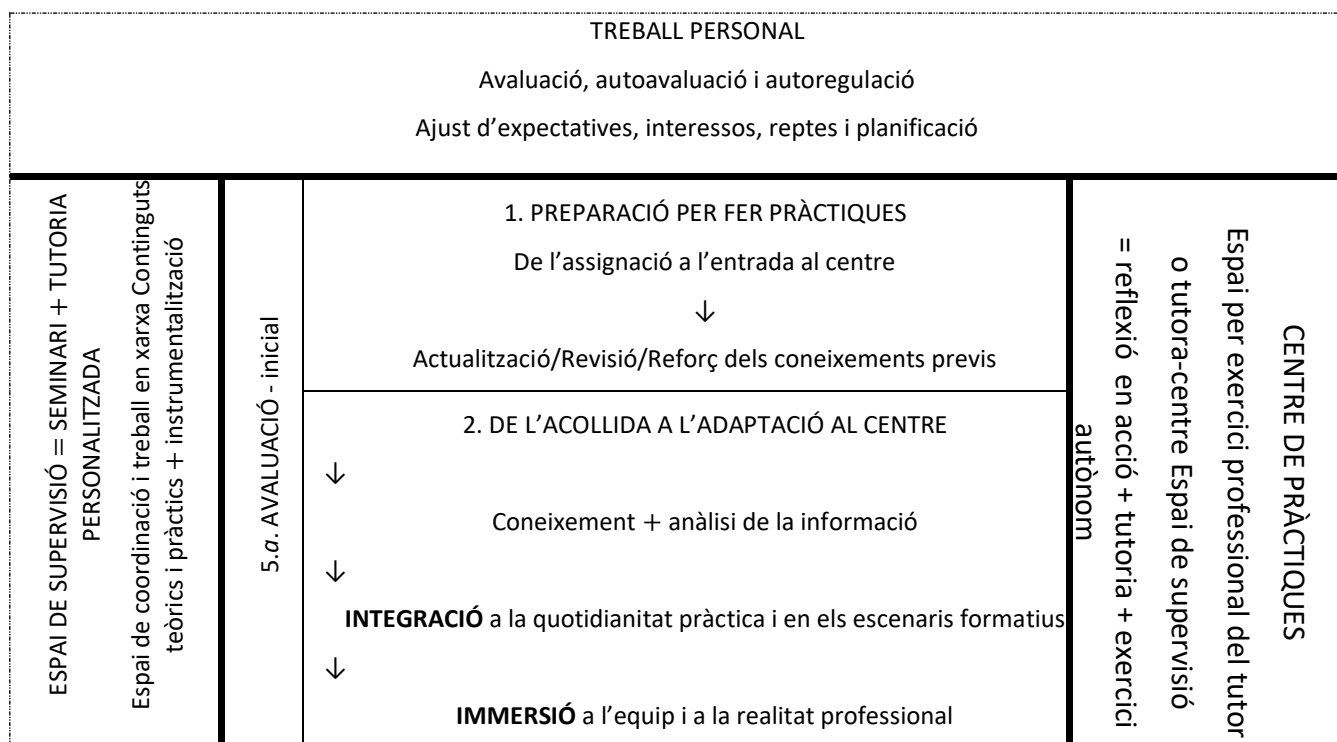 TREBALL PERSONAL
Avaluació, autoavaluació i autoregulació
Ajust d’expectatives, interessos, reptes i planificació
ESPAI DE SUPERVISIÓ = SEMINARI + TUTORIA
PERSONALITZADA
Espai de coordinació i treball en xarxa Continguts
teòrics i pràctics + instrumentalització
5.a. AVALUACIÓ - inicial
1. PREPARACIÓ PER FER PRÀCTIQUES
De l’assignació a l’entrada al centre
↓
Actualització/Revisió/Reforç dels coneixements previs
2. DE L’ACOLLIDA A L’ADAPTACIÓ AL CENTRE
↓
Coneixement + anàlisi de la informació
↓
INTEGRACIÓ a la quotidianitat pràctica i en els escenaris formatius
↓
IMMERSIÓ a l’equip i a la realitat professional
CENTRE DE PRÀCTIQUES
Espai per exercici professional del tutor
o tutora-centre Espai de supervisió
= reflexió en acció + tutoria + exercici
autònom